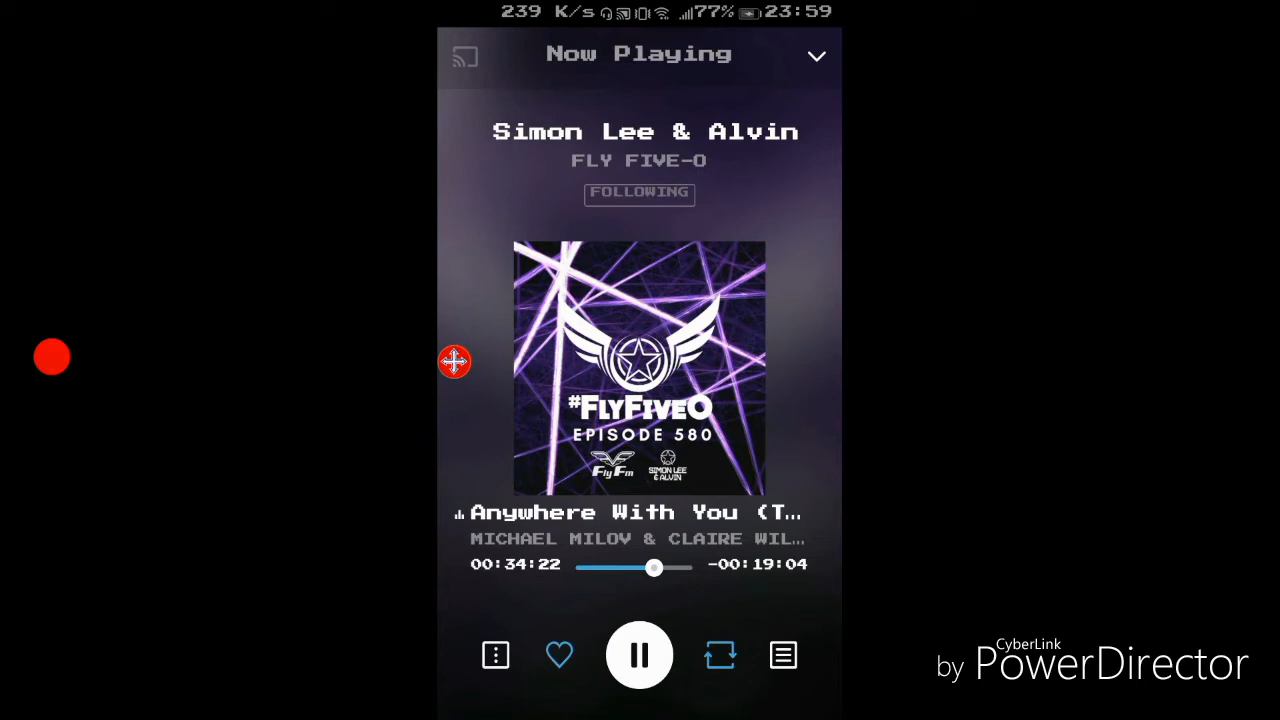 239 K/s 77% 23:59
Now Playing
Simon Lee & Alvin
FLY FIVE-O
FOLLOWING
#FLYFIVEO
EPISODE 580
Fly Fm
SIMON LEE
& ALVIN
Anywhere With You (T...
MICHAEL MILOV & CLAIRE WIL...
00:34:22 -00:19:04
CyberLink
by PowerDirector